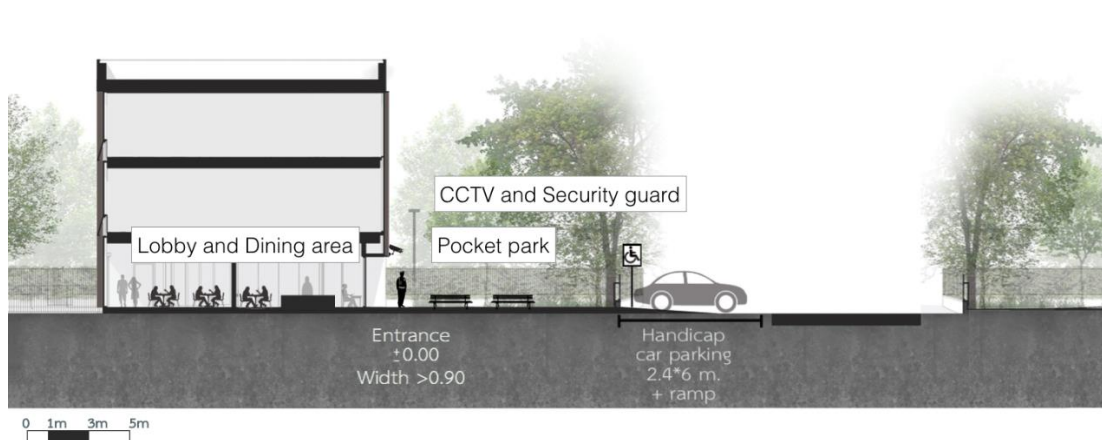 CCTV and Security guard
Lobby and Dining area
Pocket park
Entrance
±0.00
Width >0.90
Handicap
car parking
2.4*6 m.
+ ramp
0 1m 3m 5m